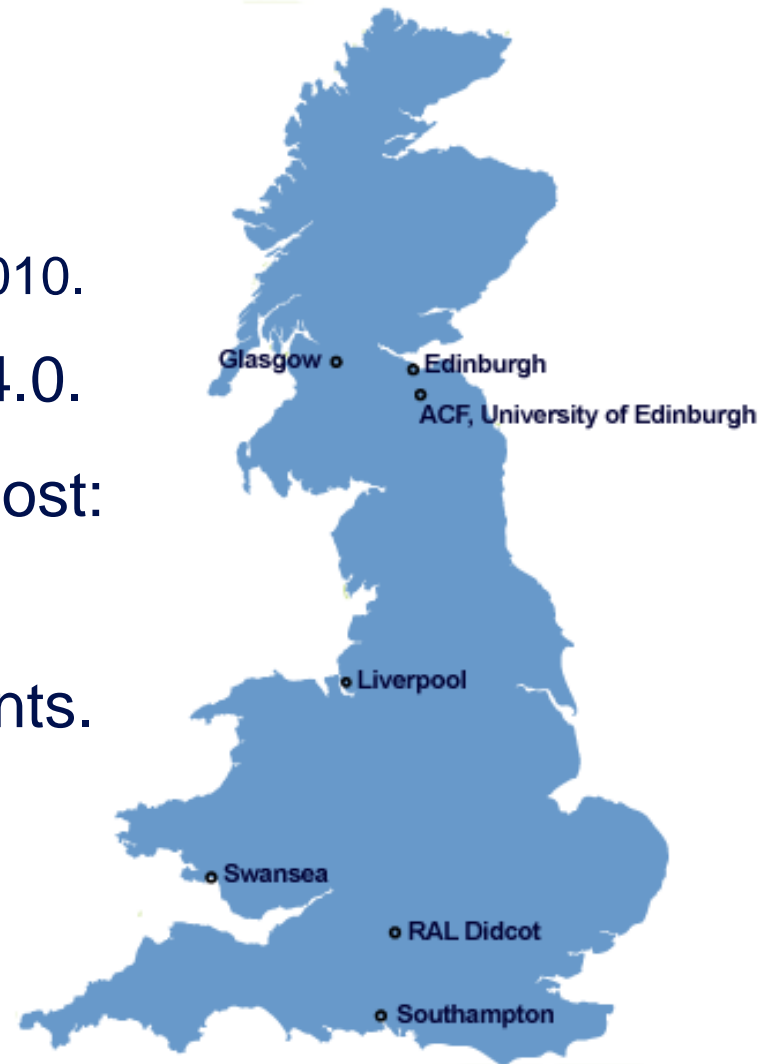 010.
Glasgow
Edinburgh
4.0.
ACF, University of Edinburgh
ost:
Liverpool
nts.
Swansea
RAL Didcot
Southampton